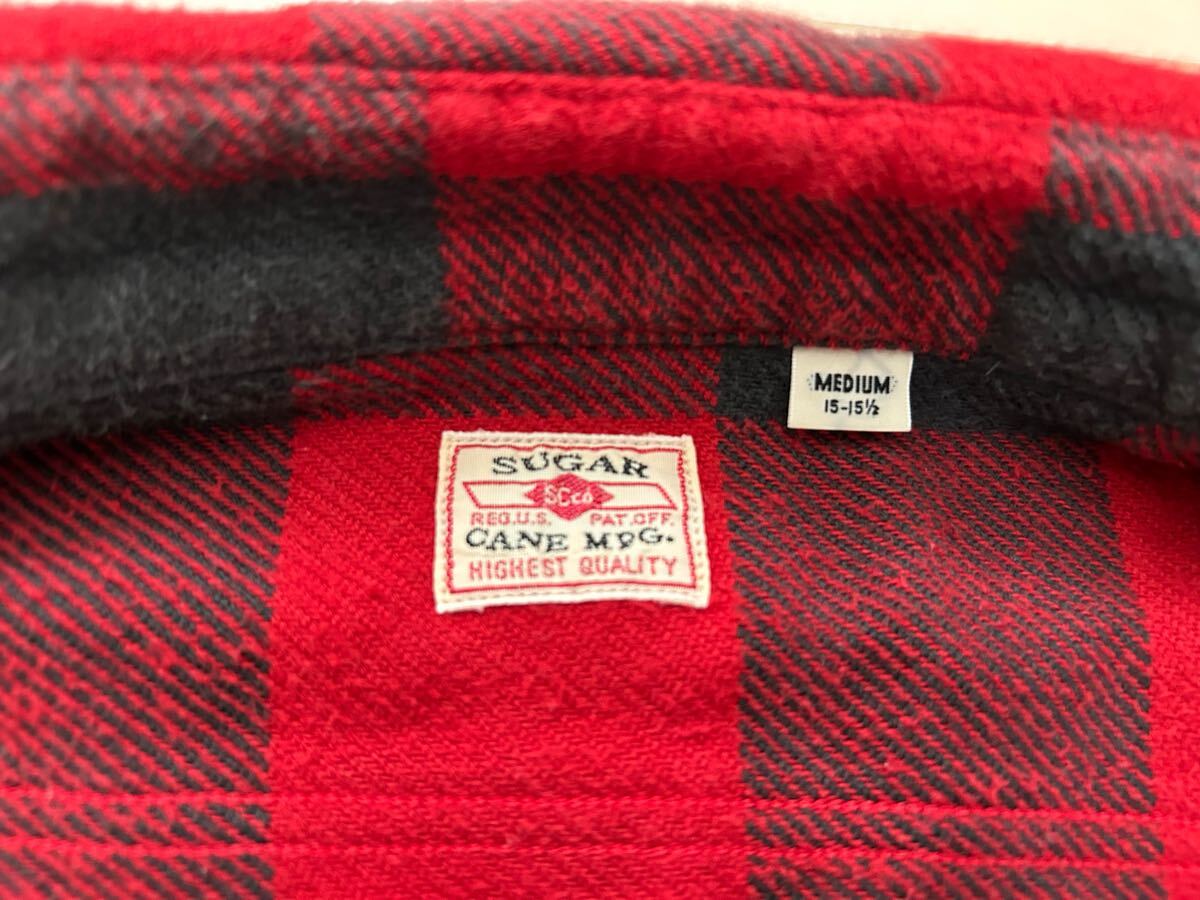 MEDIUM
15-15½
SUGAR
SCCo
REG.U.S. PAT.OFF.
CANE MFG.
HIGHEST QUALITY